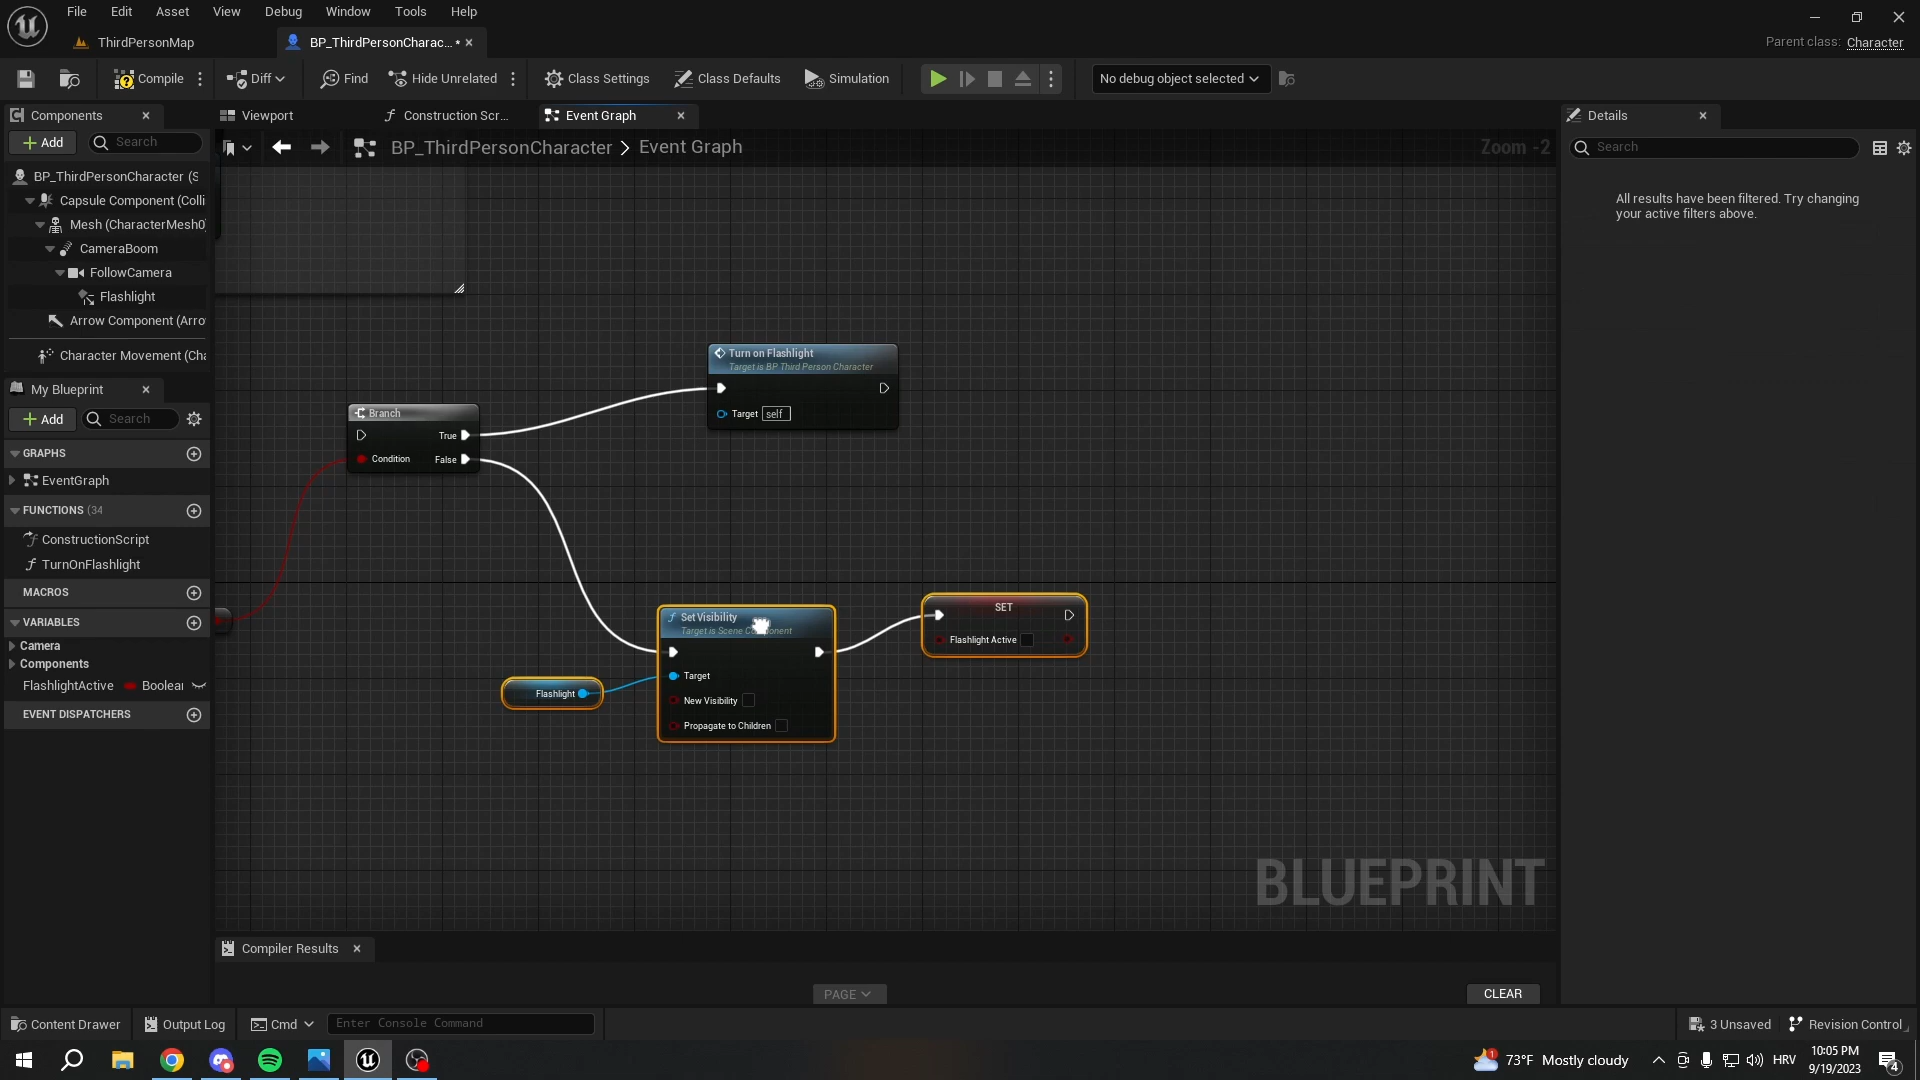 File Edit Asset View Debug Window Tools Help
ThirdPersonMap
BP_ThirdPersonCharac... *
Parent class: Character
Compile
Diff
Find
Hide Unrelated
Class Settings
Class Defaults
Simulation
No debug object selected
Components
Add
Search
BP_ThirdPersonCharacter (S
Capsule Component (Colli
Mesh (CharacterMesh0)
CameraBoom
FollowCamera
Flashlight
Arrow Component (Arro
Character Movement (Cha
My Blueprint
Add
Search
GRAPHS
EventGraph
FUNCTIONS (34
ConstructionScript
TurnOnFlashlight
MACROS
VARIABLES
Camera
Components
FlashlightActive Boolea
EVENT DISPATCHERS
Viewport
Construction Scr...
Event Graph
BP_ThirdPersonCharacter > Event Graph
Zoom -2
Turn on Flashlight
Target is BP Third Person Character
Target self
Branch
True
Condition False
Set Visibility
Target is Scene Component
Target
New Visibility
Propagate to Children
Flashlight
SET
Flashlight Active
BLUEPRINT
Compiler Results
PAGE
CLEAR
Details
Search
All results have been filtered. Try changing
your active filters above.
Content Drawer
Output Log
Cmd
Enter Console Command
3 Unsaved
Revision Control
1
73°F Mostly cloudy
HRV
10:05 PM
9/19/2023
4